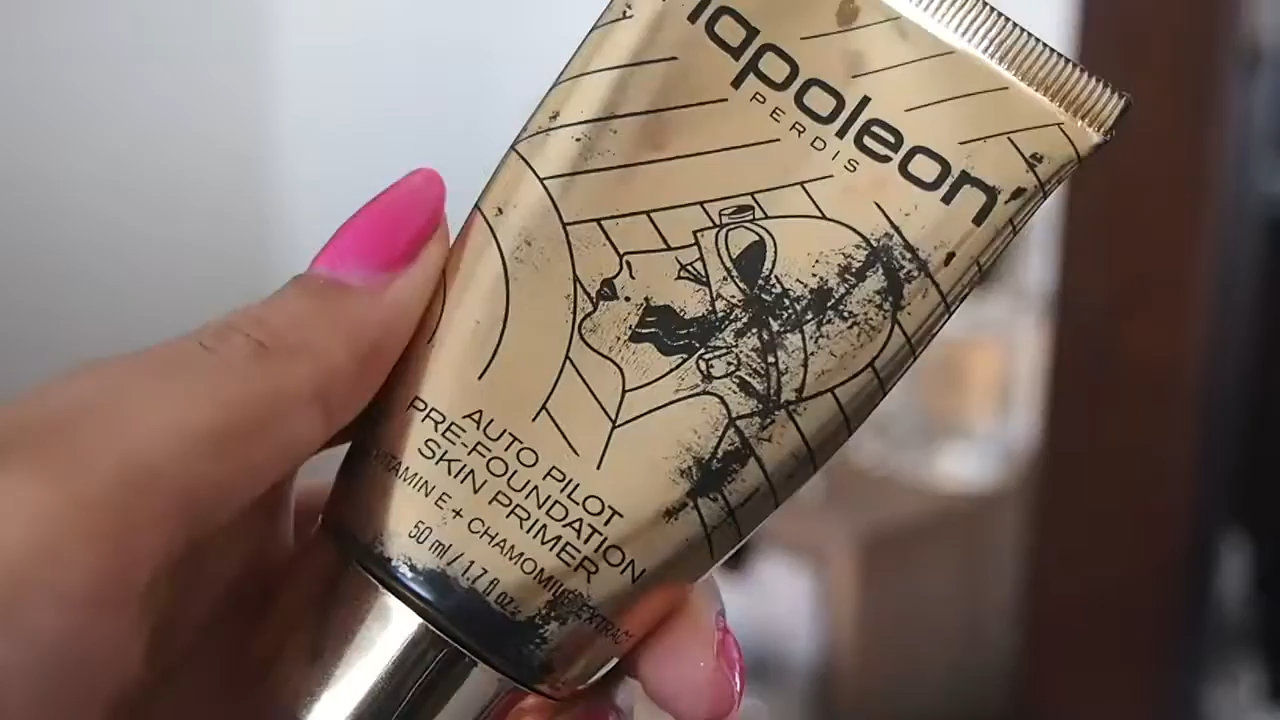 napoleon
PERDIS
AUTO PILOT
PRE-FOUNDATION
SKIN PRIMER
VITAMIN E + CHAMOMILE EXTRACT
50 ml / 1.7 fl oz.